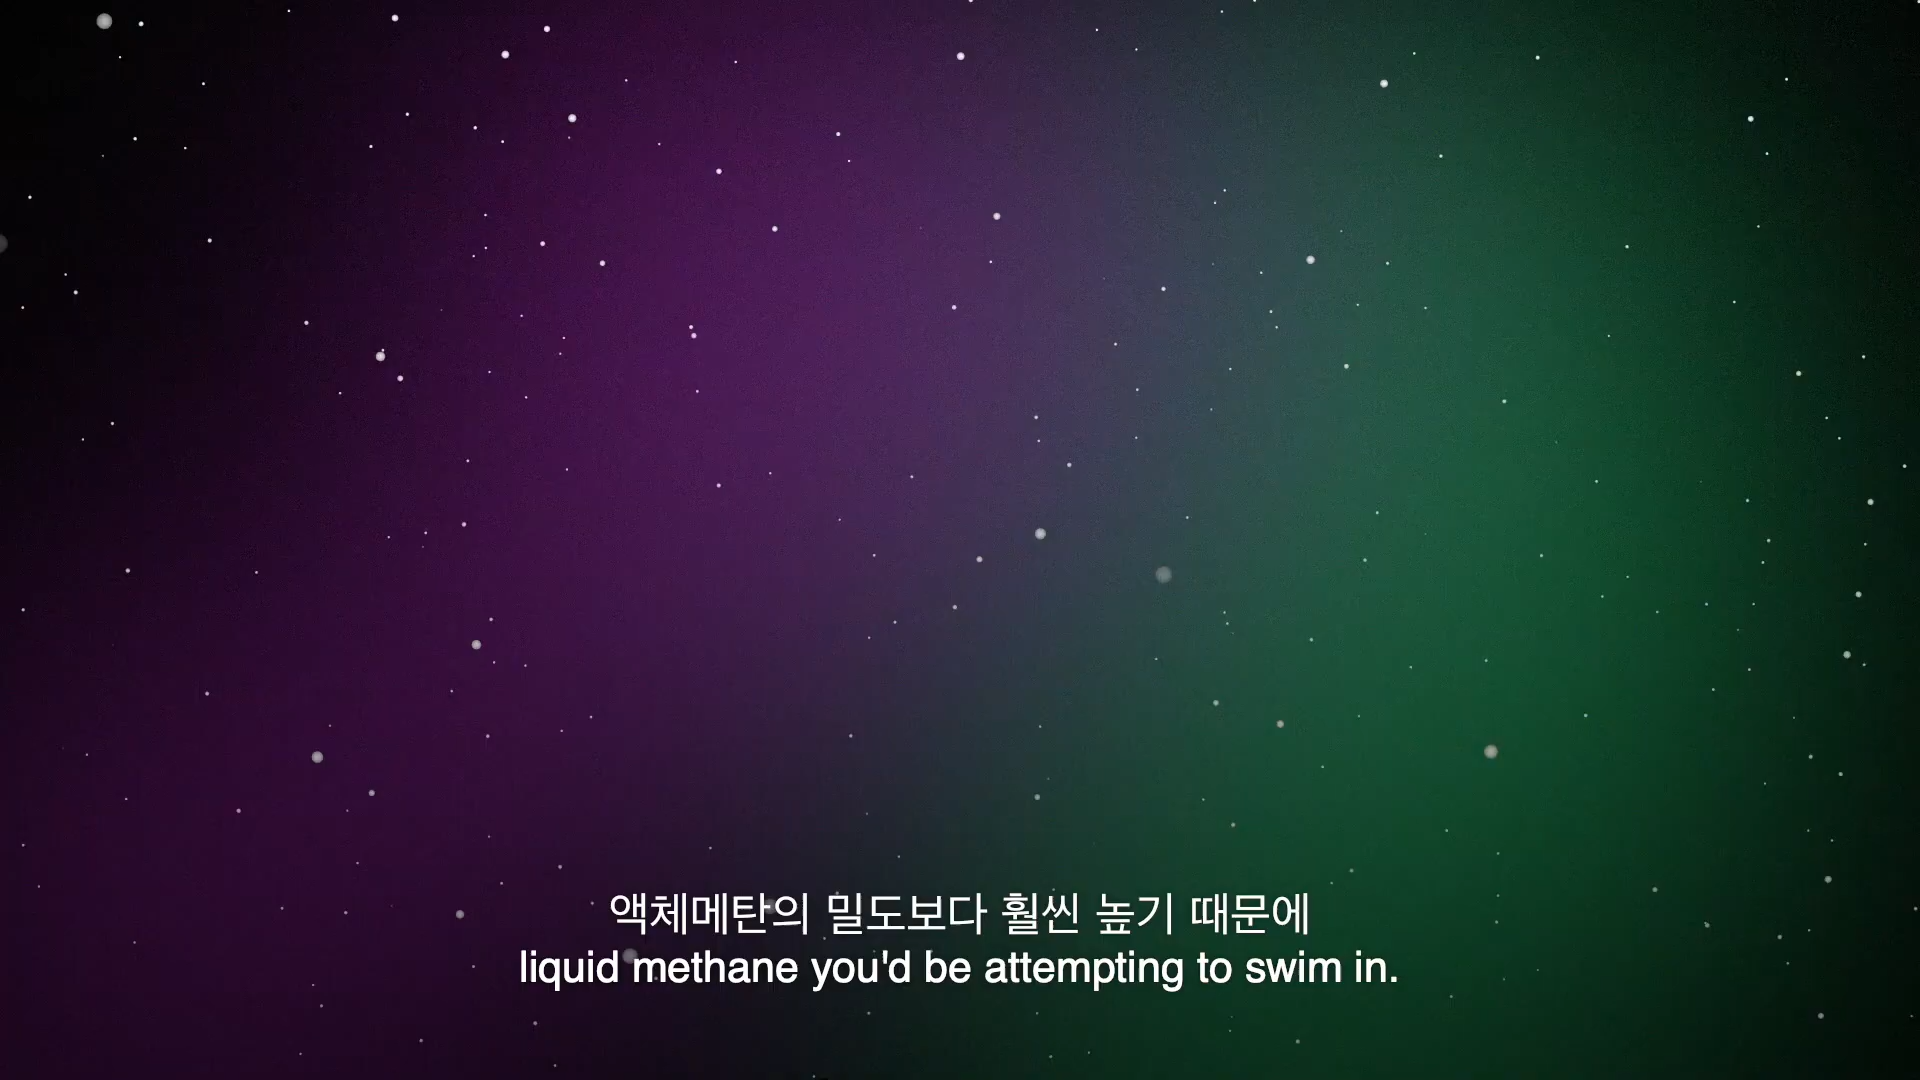 액체메탄의 밀도보다 훨씬 높기 때문에
liquid methane you'd be attempting to swim in.